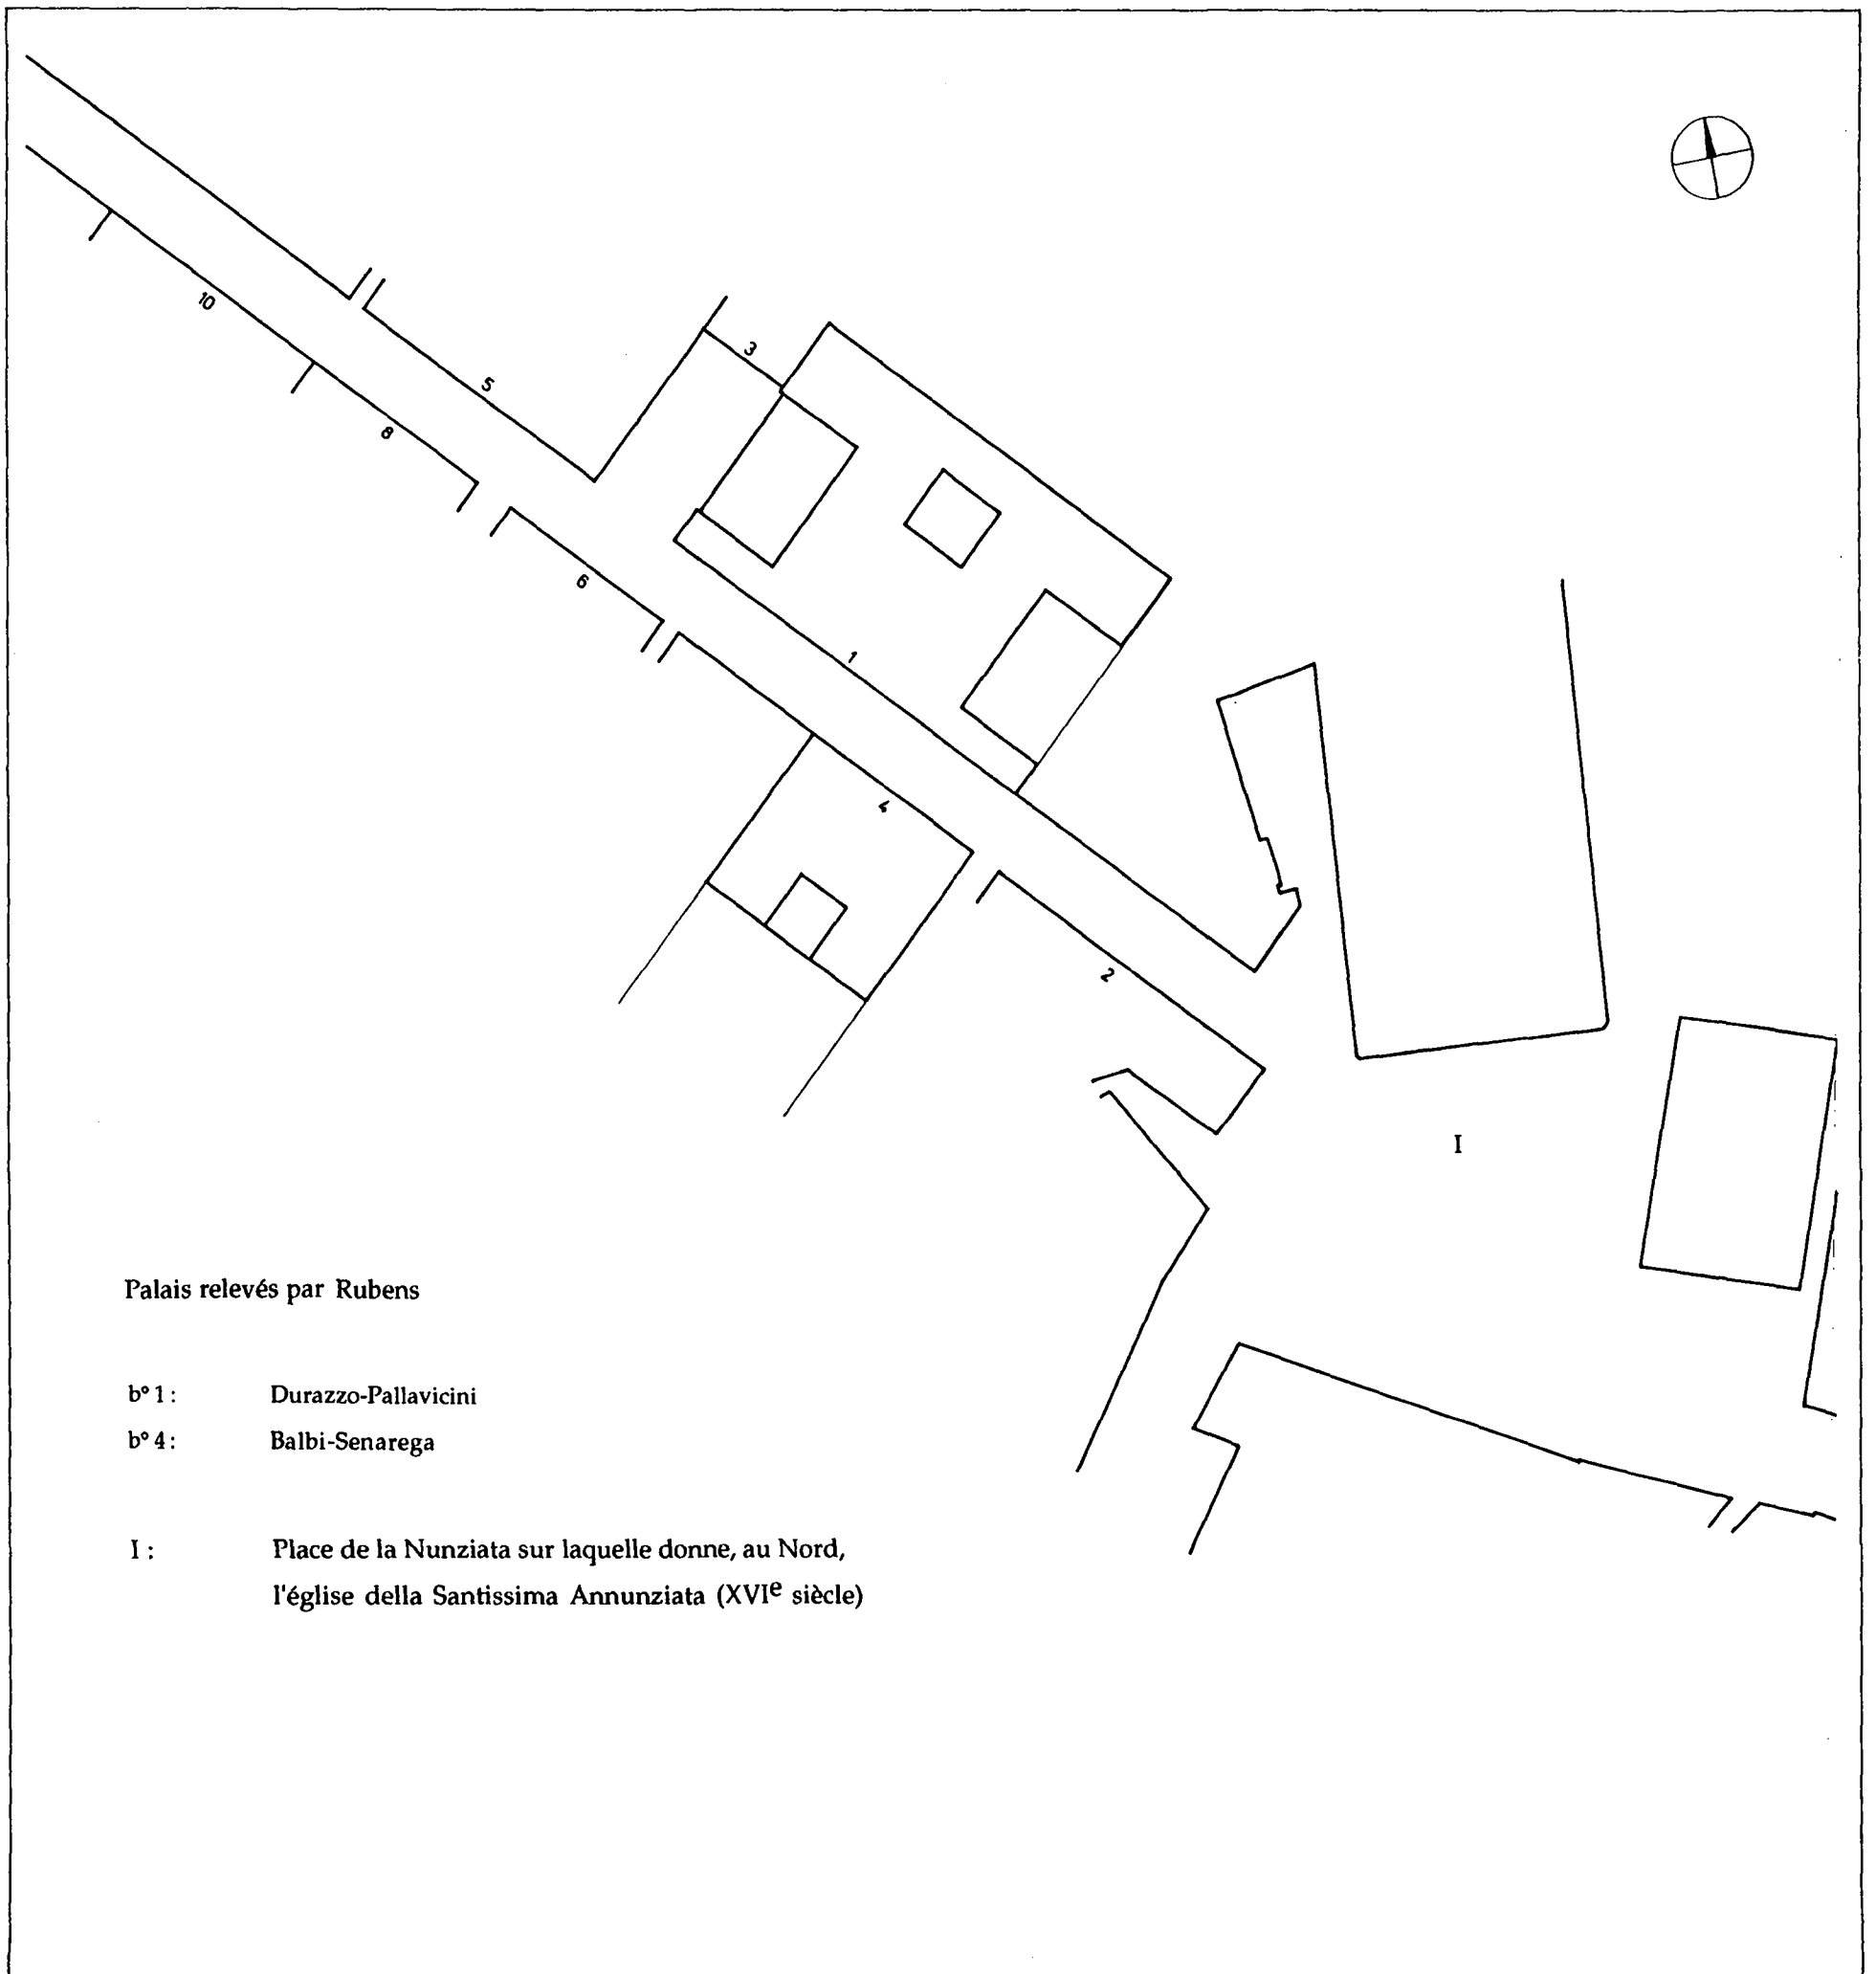 10
5
3
8
6
1
4
2
I
Palais relevés par Rubens
b° 1 : Durazzo-Pallavicini
b° 4 : Balbi-Senarega
I : Place de la Nunziata sur laquelle donne, au Nord,
l'église della Santissima Annunziata (XVIe siècle)